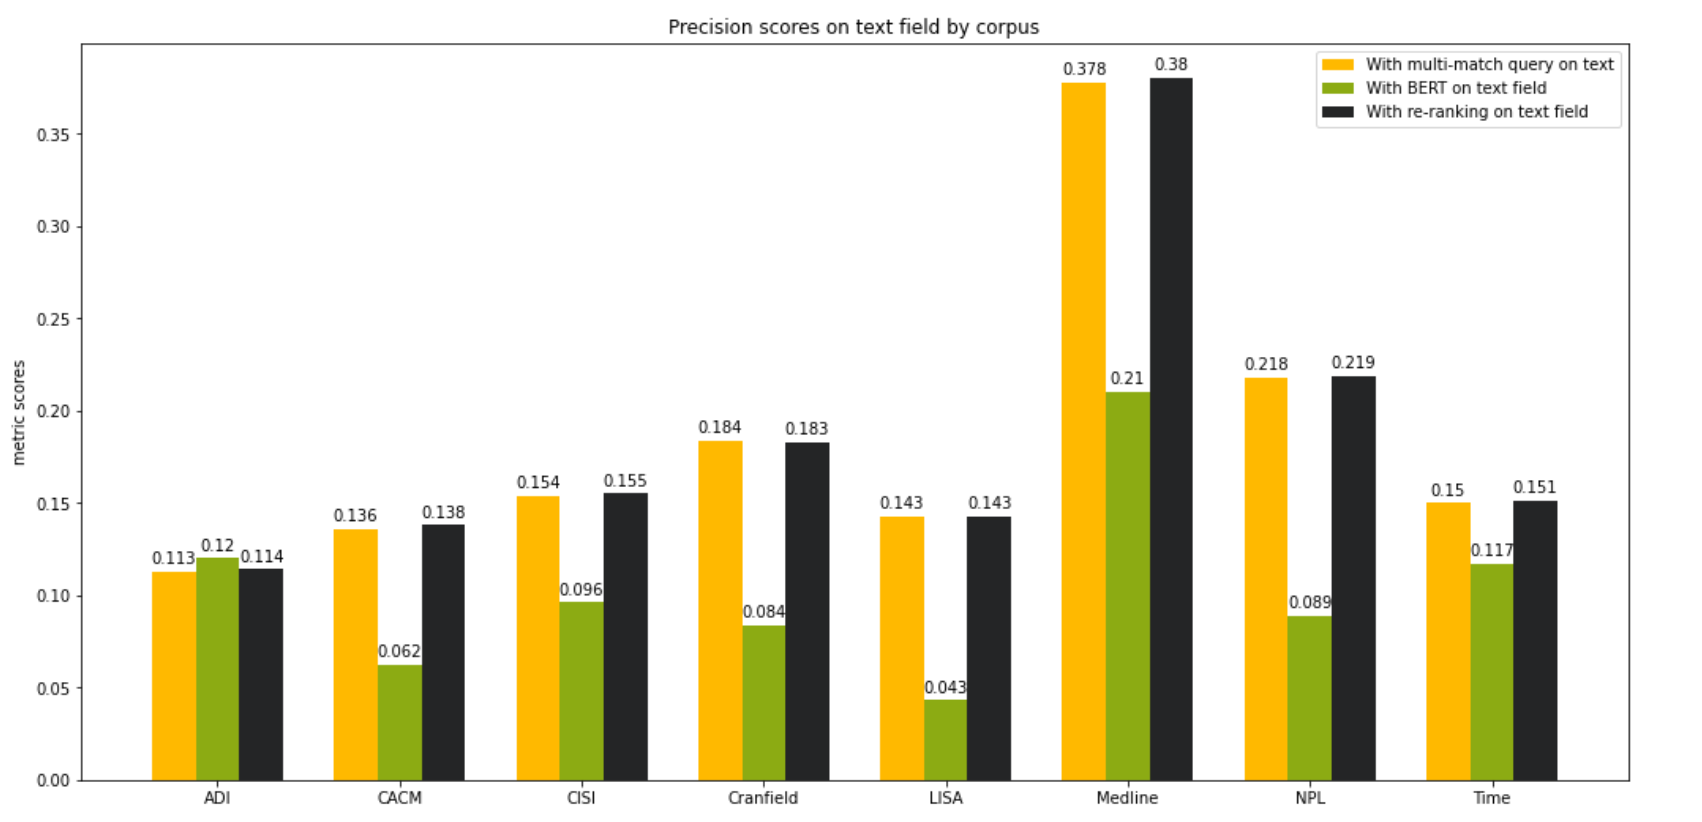 Precision scores on text field by corpus
With multi-match query on text
With BERT on text field
With re-ranking on text field
metric scores
0.35
0.30
0.25
0.20
0.15
0.10
0.05
0.00
0.113 0.12 0.114
0.136 0.062 0.138
0.154 0.096 0.155
0.184 0.084 0.183
0.143 0.043 0.143
0.378 0.21 0.38
0.218 0.089 0.219
0.15 0.117 0.151
ADI CACM CISI Cranfield LISA Medline NPL Time